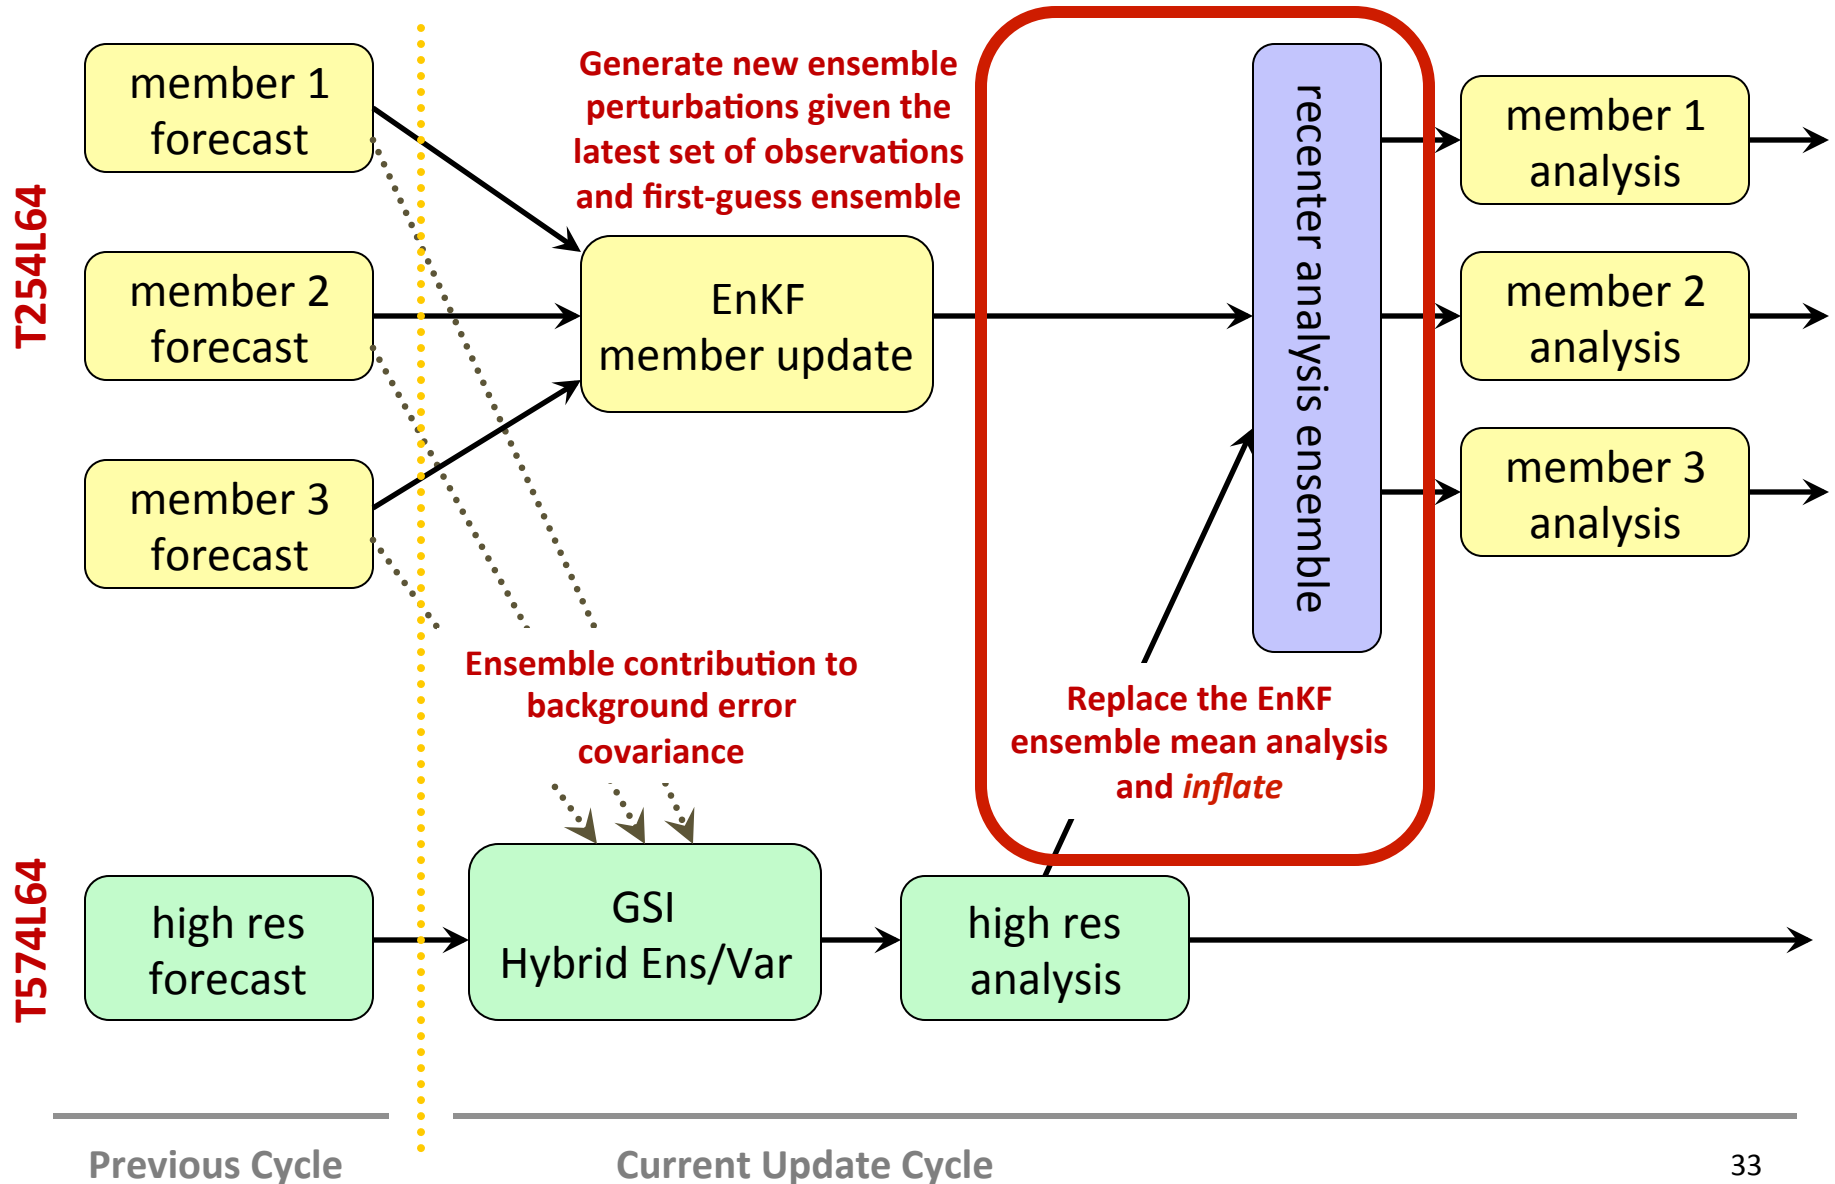 T254L64
member 1
forecast
member 2
forecast
member 3
forecast
Generate new ensemble
perturbations given the
latest set of observations
and first-guess ensemble
EnKF
member update
recenter analysis ensemble
member 1
analysis
member 2
analysis
member 3
analysis
Ensemble contribution to
background error
covariance
Replace the EnKF
ensemble mean analysis
and inflate
T574L64
high res
forecast
GSI
Hybrid Ens/Var
high res
analysis
Previous Cycle
Current Update Cycle
33